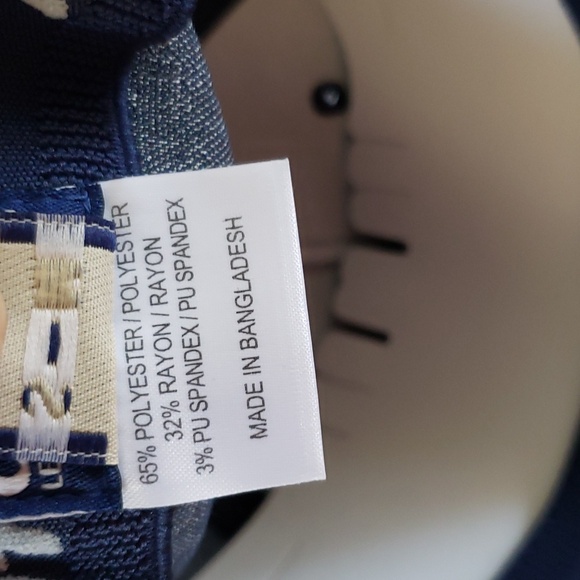 65% POLYESTER / POLYESTER
32% RAYON / RAYON
3% PU SPANDEX / PU SPANDEX
MADE IN BANGLADESH